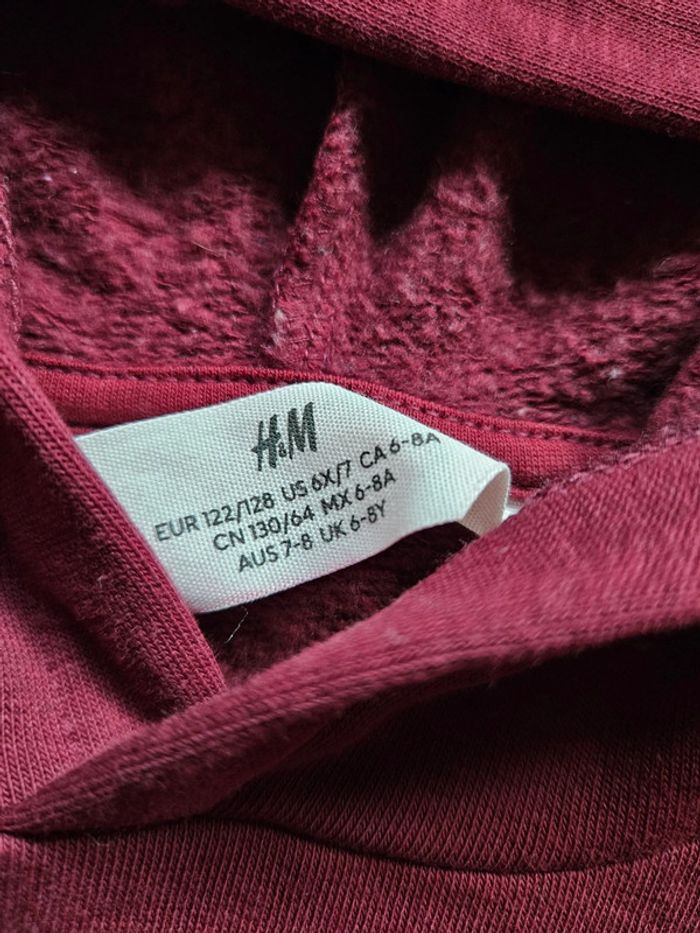 H&M
EUR 122/128 US 6X/7 CA 6-8A
CN 130/64 MX 6-8A
AUS 7-8 UK 6-8Y